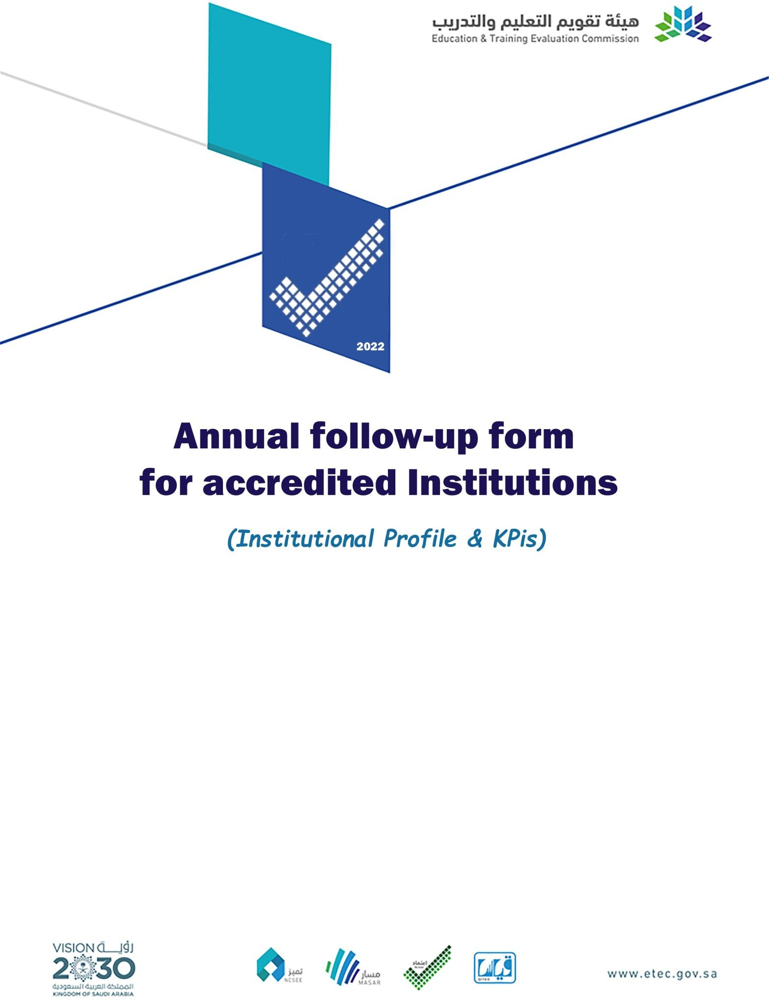 هيئة تقويم التعليم والتدريب
Education & Training Evaluation Commission
2022
Annual follow-up form
for accredited Institutions
(Institutional Profile & KPis)
VISION رؤيـــة
2030
المملكة العربية السعودية
KINGDOM OF SAUDI ARABIA
تميز
NCSEE
مسار
MASAR
اعتماد
قياس
QIYAS
www.etec.gov.sa